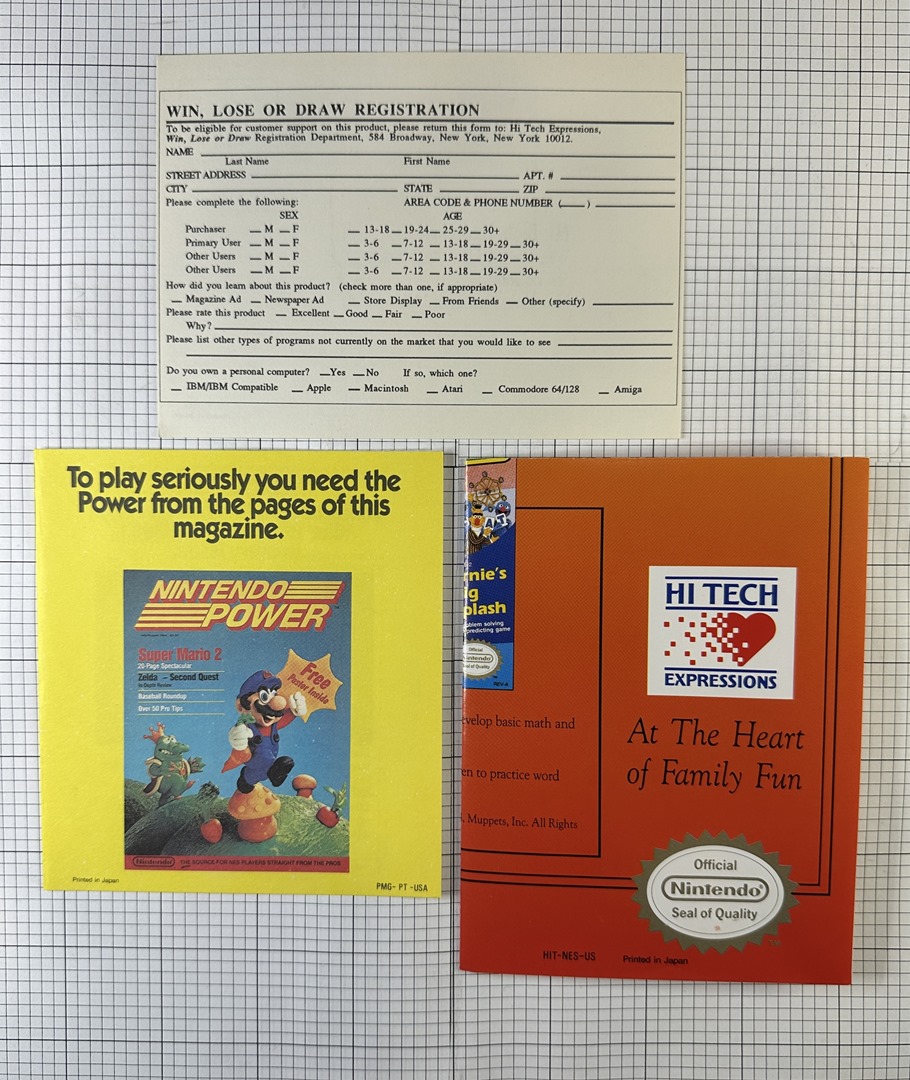 WIN, LOSE OR DRAW REGISTRATION
To be eligible for customer support on this product, please return this form to: Hi Tech Expressions,
Win, Lose or Draw Registration Department, 584 Broadway, New York, New York 10012.
NAME
Last Name First Name
STREET ADDRESS APT. #
CITY STATE ZIP
Please complete the following: AREA CODE & PHONE NUMBER ( )
SEX AGE
Purchaser M F 13-18 19-24 25-29 30+
Primary User M F 3-6 7-12 13-18 19-29 30+
Other Users M F 3-6 7-12 13-18 19-29 30+
Other Users M F 3-6 7-12 13-18 19-29 30+
How did you learn about this product? (check more than one, if appropriate)
Magazine Ad Newspaper Ad Store Display From Friends Other (specify)
Please rate this product Excellent Good Fair Poor
Why?
Please list other types of programs not currently on the market that you would like to see
Do you own a personal computer? Yes No If so, which one?
IBM/IBM Compatible Apple Macintosh Atari Commodore 64/128 Amiga
To play seriously you need the
Power from the pages of this
magazine.
NINTENDO
POWER
Super Mario 2
25-Page Spectacular
Zelda – Second Quest
In-Depth Review
Baseball Roundup
Over 50 Pro Tips
Free
Poster Inside
Nintendo THE SOURCE FOR NES PLAYERS STRAIGHT FROM THE PROS
Printed in Japan
PMG- PT -USA
rnie's
ig
plash
oblem solving
predicting game
Official
Nintendo
Seal of Quality
REV-A
evelop basic math and
en to practice word
, Muppets, Inc. All Rights
HI TECH
EXPRESSIONS
At The Heart
of Family Fun
Official
Nintendo®
Seal of Quality
TM
HIT-NES-US Printed in Japan